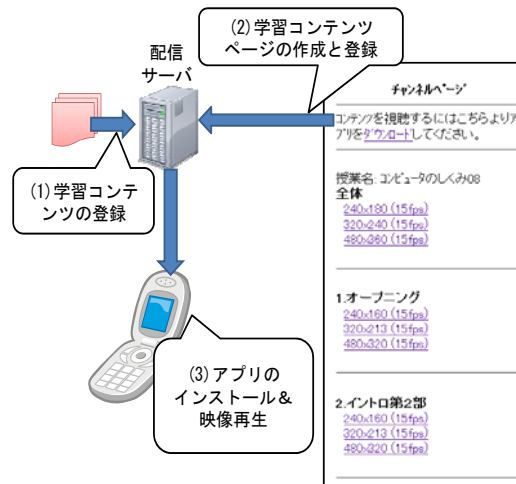 (2)学習コンテンツ
ページの作成と登録
配信
サーバ
(1)学習コンテ
ンツの登録
(3)アプリの
インストール＆
映像再生
チャンネルページ
コンテンツを視聴するにはこちらよりア
プリをダウンロードしてください。
授業名:コンピュータのしくみ08
全体
240x180 (15fps)
320x240 (15fps)
480x360 (15fps)
1.オープニング
240x160 (15fps)
320x213 (15fps)
480x320 (15fps)
2.イントロ第2部
240x160 (15fps)
320x213 (15fps)
480x320 (15fps)